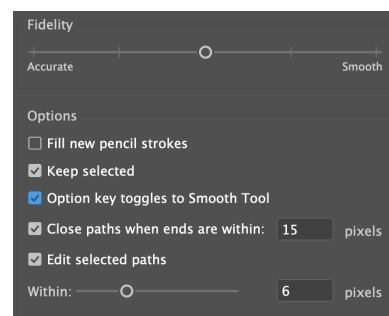 Fidelity
Accurate Smooth
Options
Fill new pencil strokes
Keep selected
Option key toggles to Smooth Tool
Close paths when ends are within: 15 pixels
Edit selected paths
Within: 6 pixels